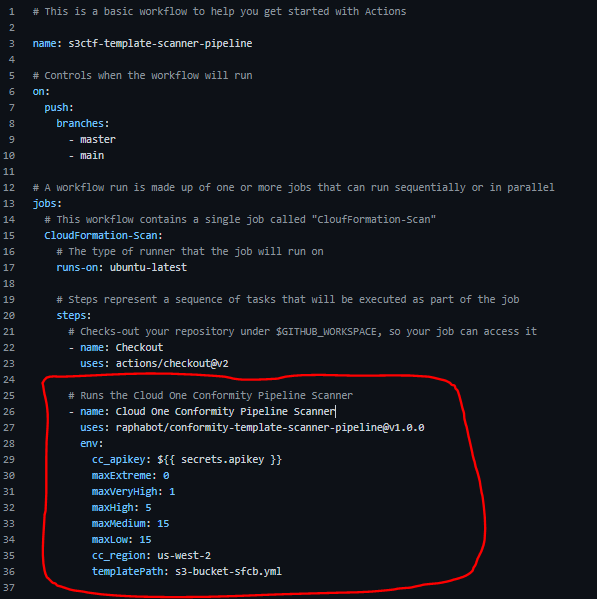 1 # This is a basic workflow to help you get started with Actions
2
3 name: s3ctf-template-scanner-pipeline
4
5 # Controls when the workflow will run
6 on:
7   push:
8     branches:
9       - master
10       - main
11
12 # A workflow run is made up of one or more jobs that can run sequentially or in parallel
13 jobs:
14   # This workflow contains a single job called "CloufFormation-Scan"
15   CloudFormation-Scan:
16     # The type of runner that the job will run on
17     runs-on: ubuntu-latest
18
19     # Steps represent a sequence of tasks that will be executed as part of the job
20     steps:
21       # Checks-out your repository under $GITHUB_WORKSPACE, so your job can access it
22       - name: Checkout
23         uses: actions/checkout@v2
24
25       # Runs the Cloud One Conformity Pipeline Scanner
26       - name: Cloud One Conformity Pipeline Scanner
27         uses: raphabot/conformity-template-scanner-pipeline@v1.0.0
28         env:
29           cc_apikey: ${{ secrets.apikey }}
30           maxExtreme: 0
31           maxVeryHigh: 1
32           maxHigh: 5
33           maxMedium: 15
34           maxLow: 15
35           cc_region: us-west-2
36           templatePath: s3-bucket-sfcb.yml
37